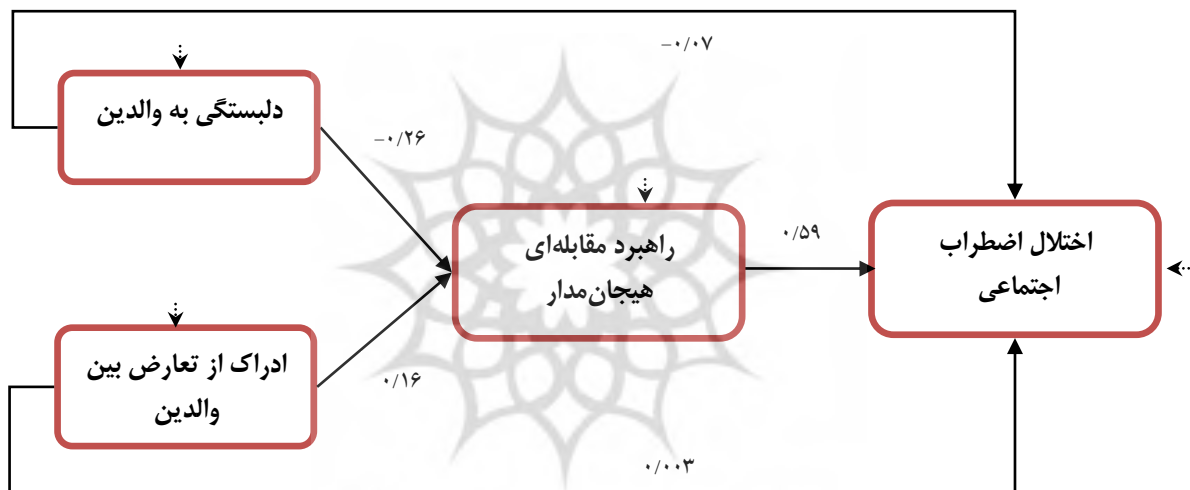 -۰/۰۷
دلبستگی به والدین
-۰/۲۶
راهبرد مقابله‌ای
هیجان‌مدار
۰/۵۹
اختلال اضطراب
اجتماعی
ادراک از تعارض بین
والدین
۰/۱۶
۰/۰۰۳